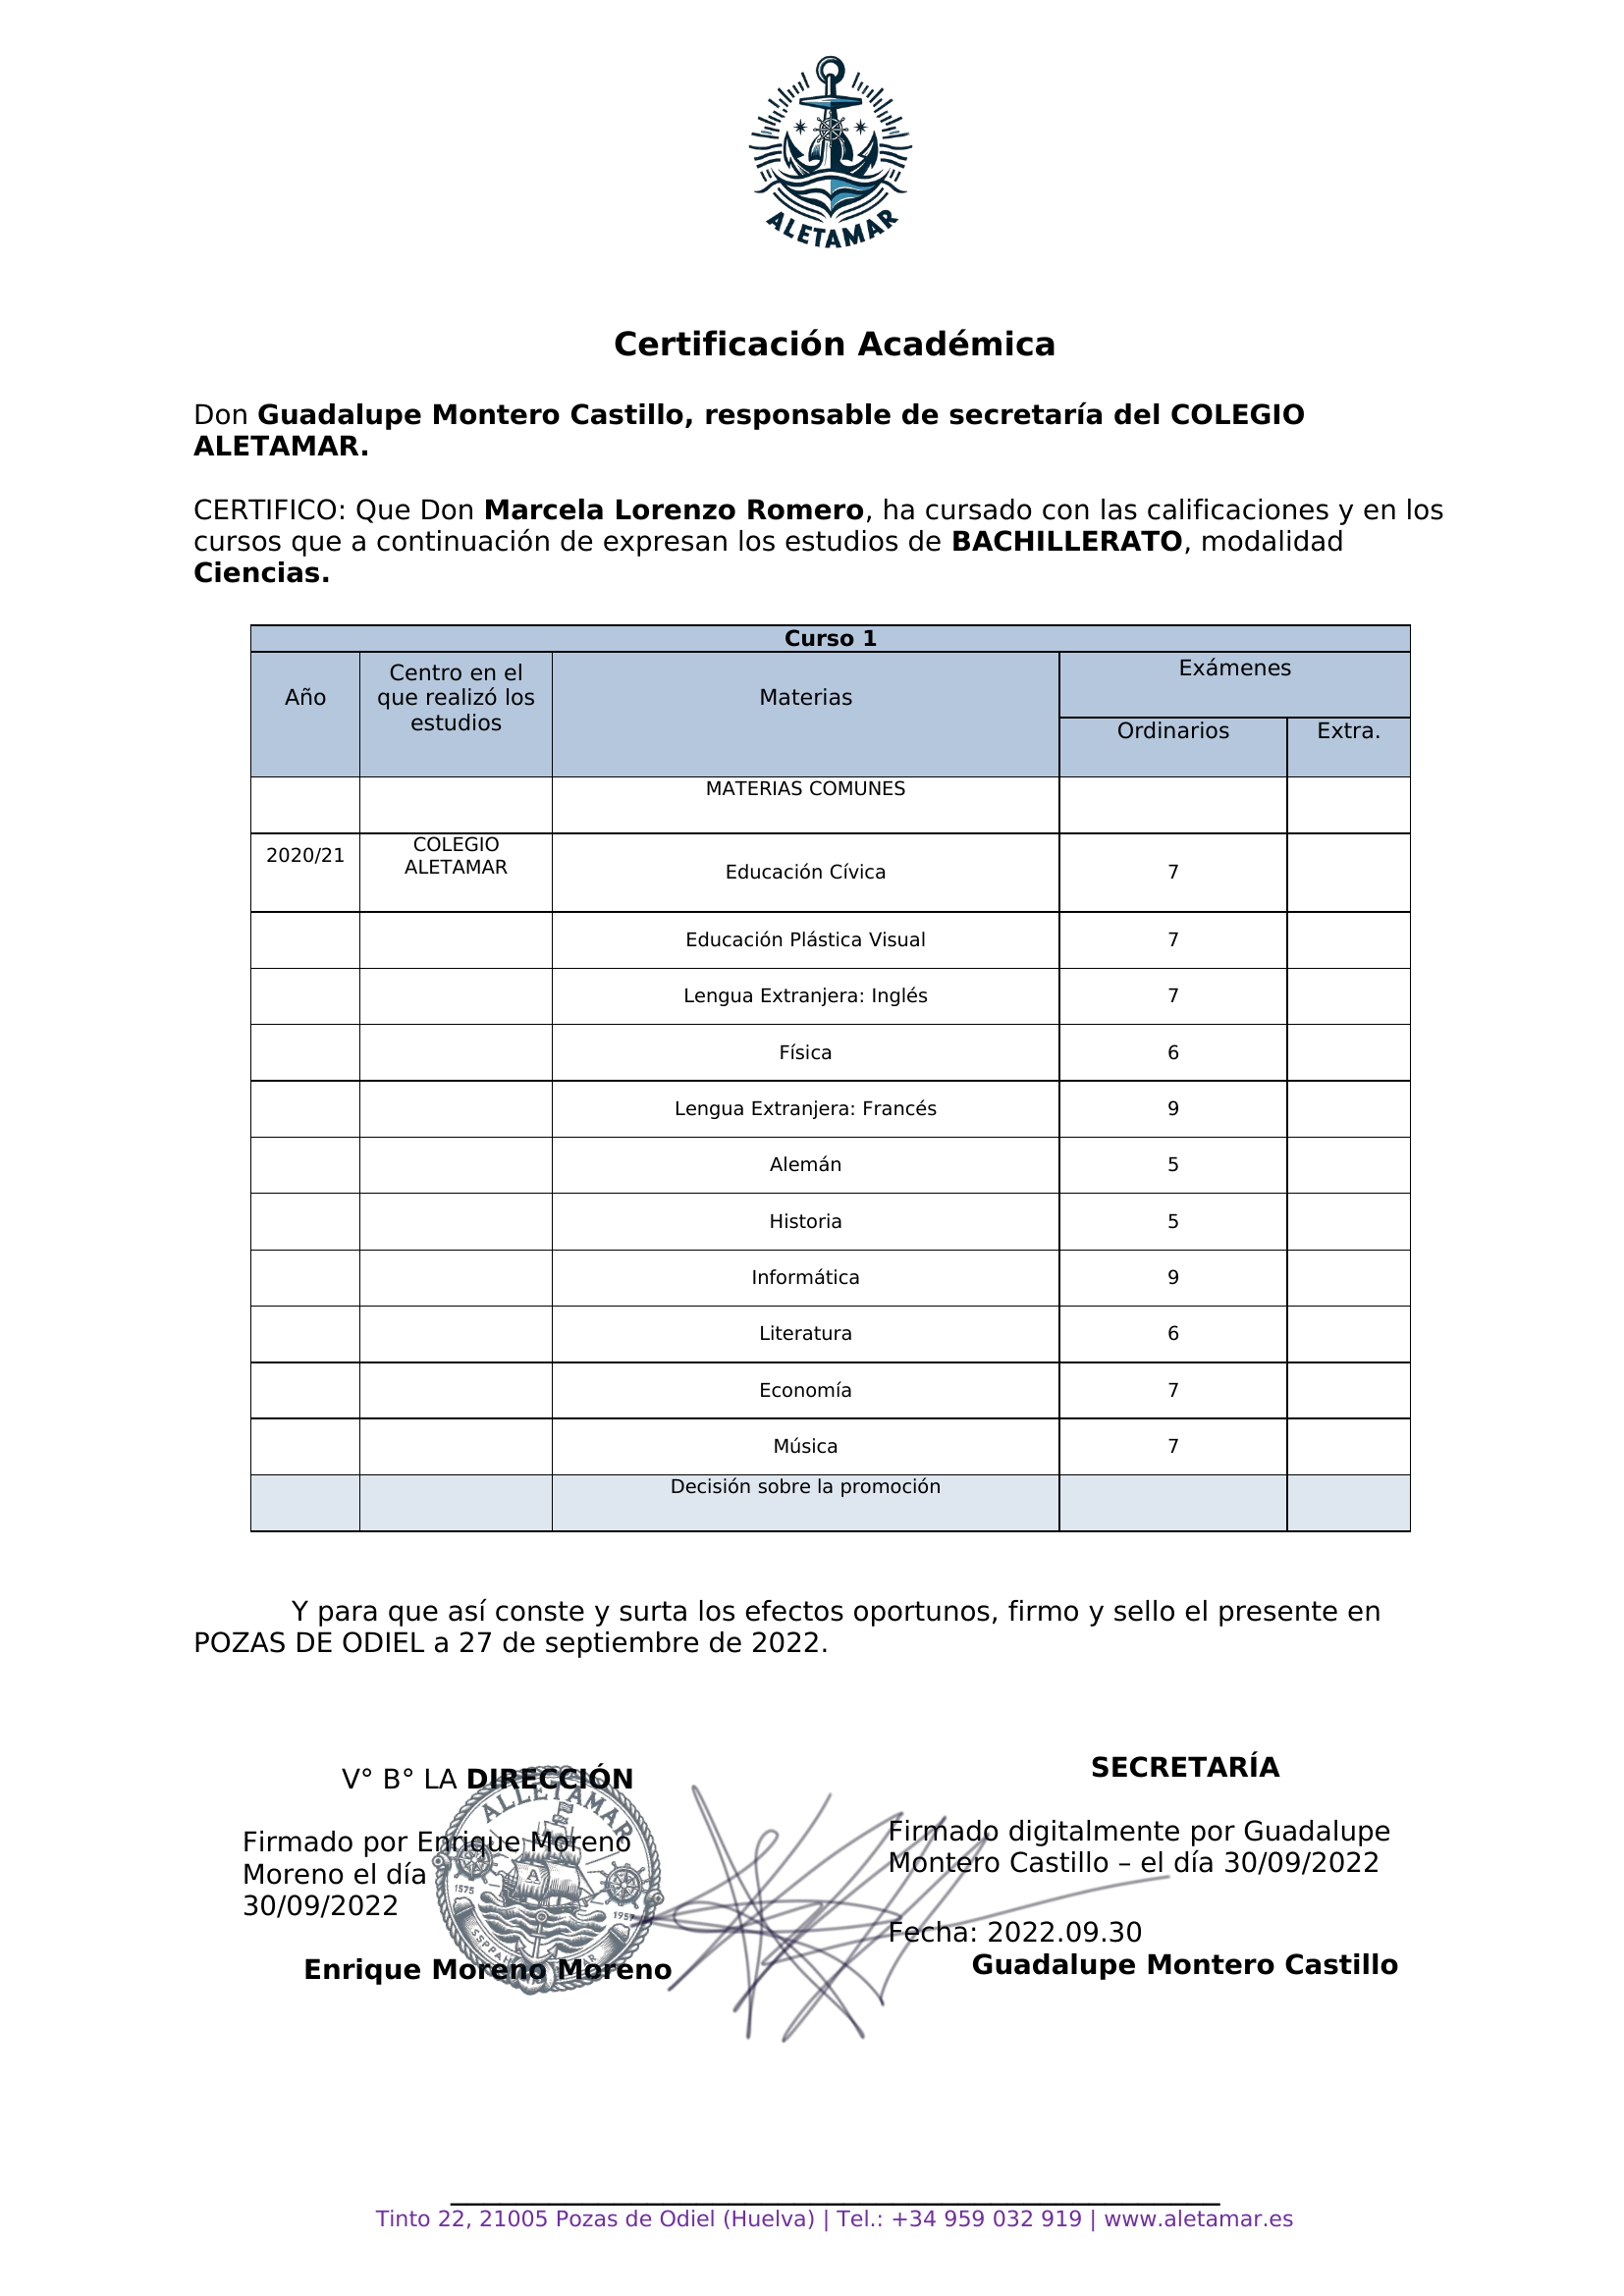 ALETAMAR
Certificación Académica
Don Guadalupe Montero Castillo, responsable de secretaría del COLEGIO
ALETAMAR.
CERTIFICO: Que Don Marcela Lorenzo Romero, ha cursado con las calificaciones y en los
cursos que a continuación de expresan los estudios de BACHILLERATO, modalidad
Ciencias.
Curso 1
Año
Centro en el
que realizó los
estudios
Materias
Exámenes
Ordinarios
Extra.
MATERIAS COMUNES
2020/21
COLEGIO
ALETAMAR
Educación Cívica 7
Educación Plástica Visual 7
Lengua Extranjera: Inglés 7
Física 6
Lengua Extranjera: Francés 9
Alemán 5
Historia 5
Informática 9
Literatura 6
Economía 7
Música 7
Decisión sobre la promoción
Y para que así conste y surta los efectos oportunos, firmo y sello el presente en
POZAS DE ODIEL a 27 de septiembre de 2022.
V° B° LA DIRECCIÓN
Firmado por Enrique Moreno
Moreno el día
30/09/2022
Enrique Moreno Moreno
ALLETAMAR
A
1575
1957
SECRETARÍA
Firmado digitalmente por Guadalupe
Montero Castillo – el día 30/09/2022
Fecha: 2022.09.30
Guadalupe Montero Castillo
Tinto 22, 21005 Pozas de Odiel (Huelva) | Tel.: +34 959 032 919 | www.aletamar.es